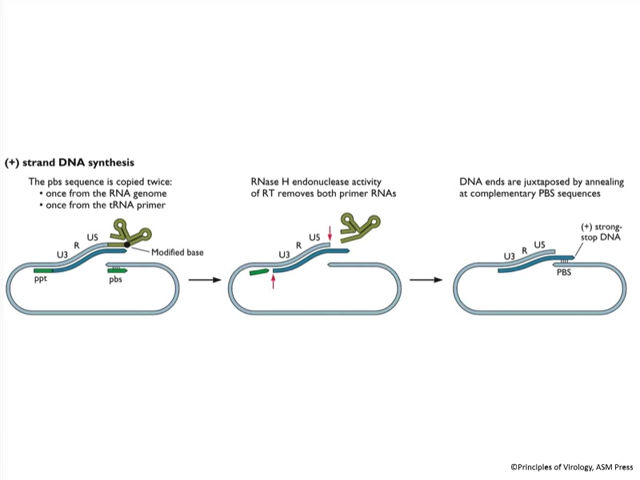 (+) strand DNA synthesis
The pbs sequence is copied twice:
• once from the RNA genome
• once from the tRNA primer
U5
R
U3
Modified base
ppt
pbs
RNase H endonuclease activity
of RT removes both primer RNAs
U5
R
U3
DNA ends are juxtaposed by annealing
at complementary PBS sequences
(+) strong-
stop DNA
U5
R
U3
PBS
©Principles of Virology, ASM Press